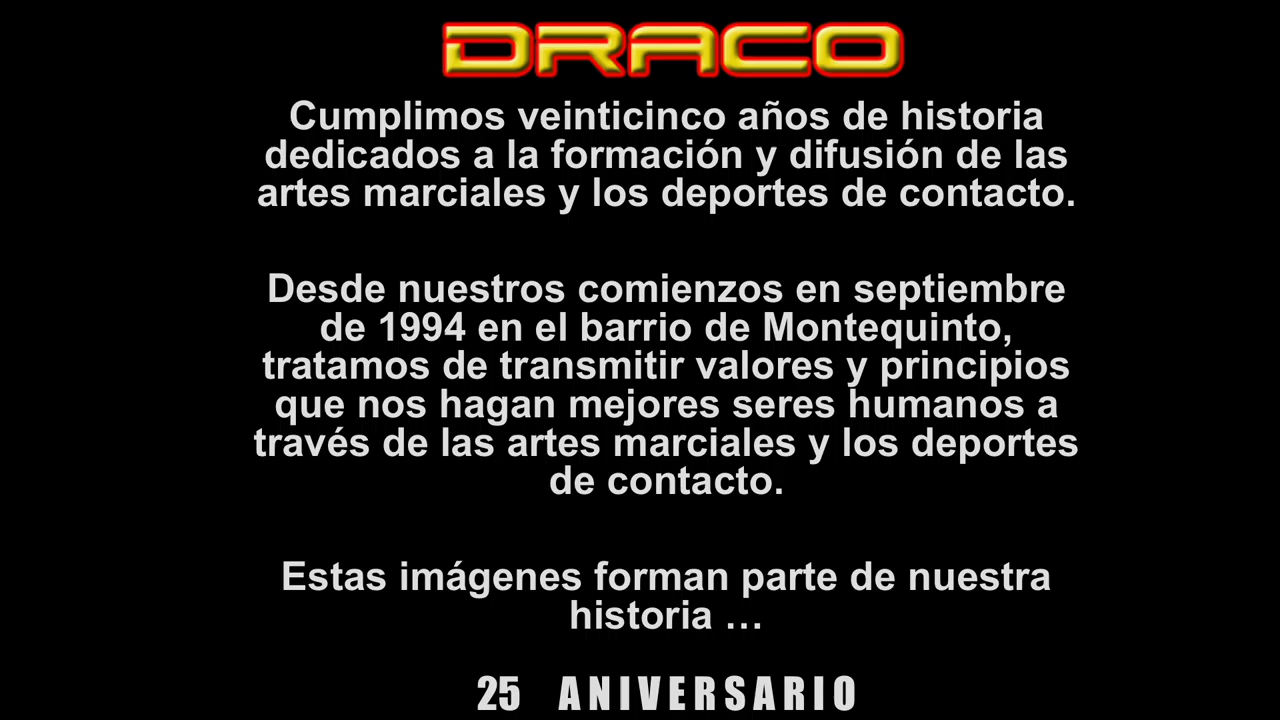 DRACO
Cumplimos veinticinco años de historia
dedicados a la formación y difusión de las
artes marciales y los deportes de contacto.
Desde nuestros comienzos en septiembre
de 1994 en el barrio de Montequinto,
tratamos de transmitir valores y principios
que nos hagan mejores seres humanos a
través de las artes marciales y los deportes
de contacto.
Estas imágenes forman parte de nuestra
historia …
25 ANIVERSARIO